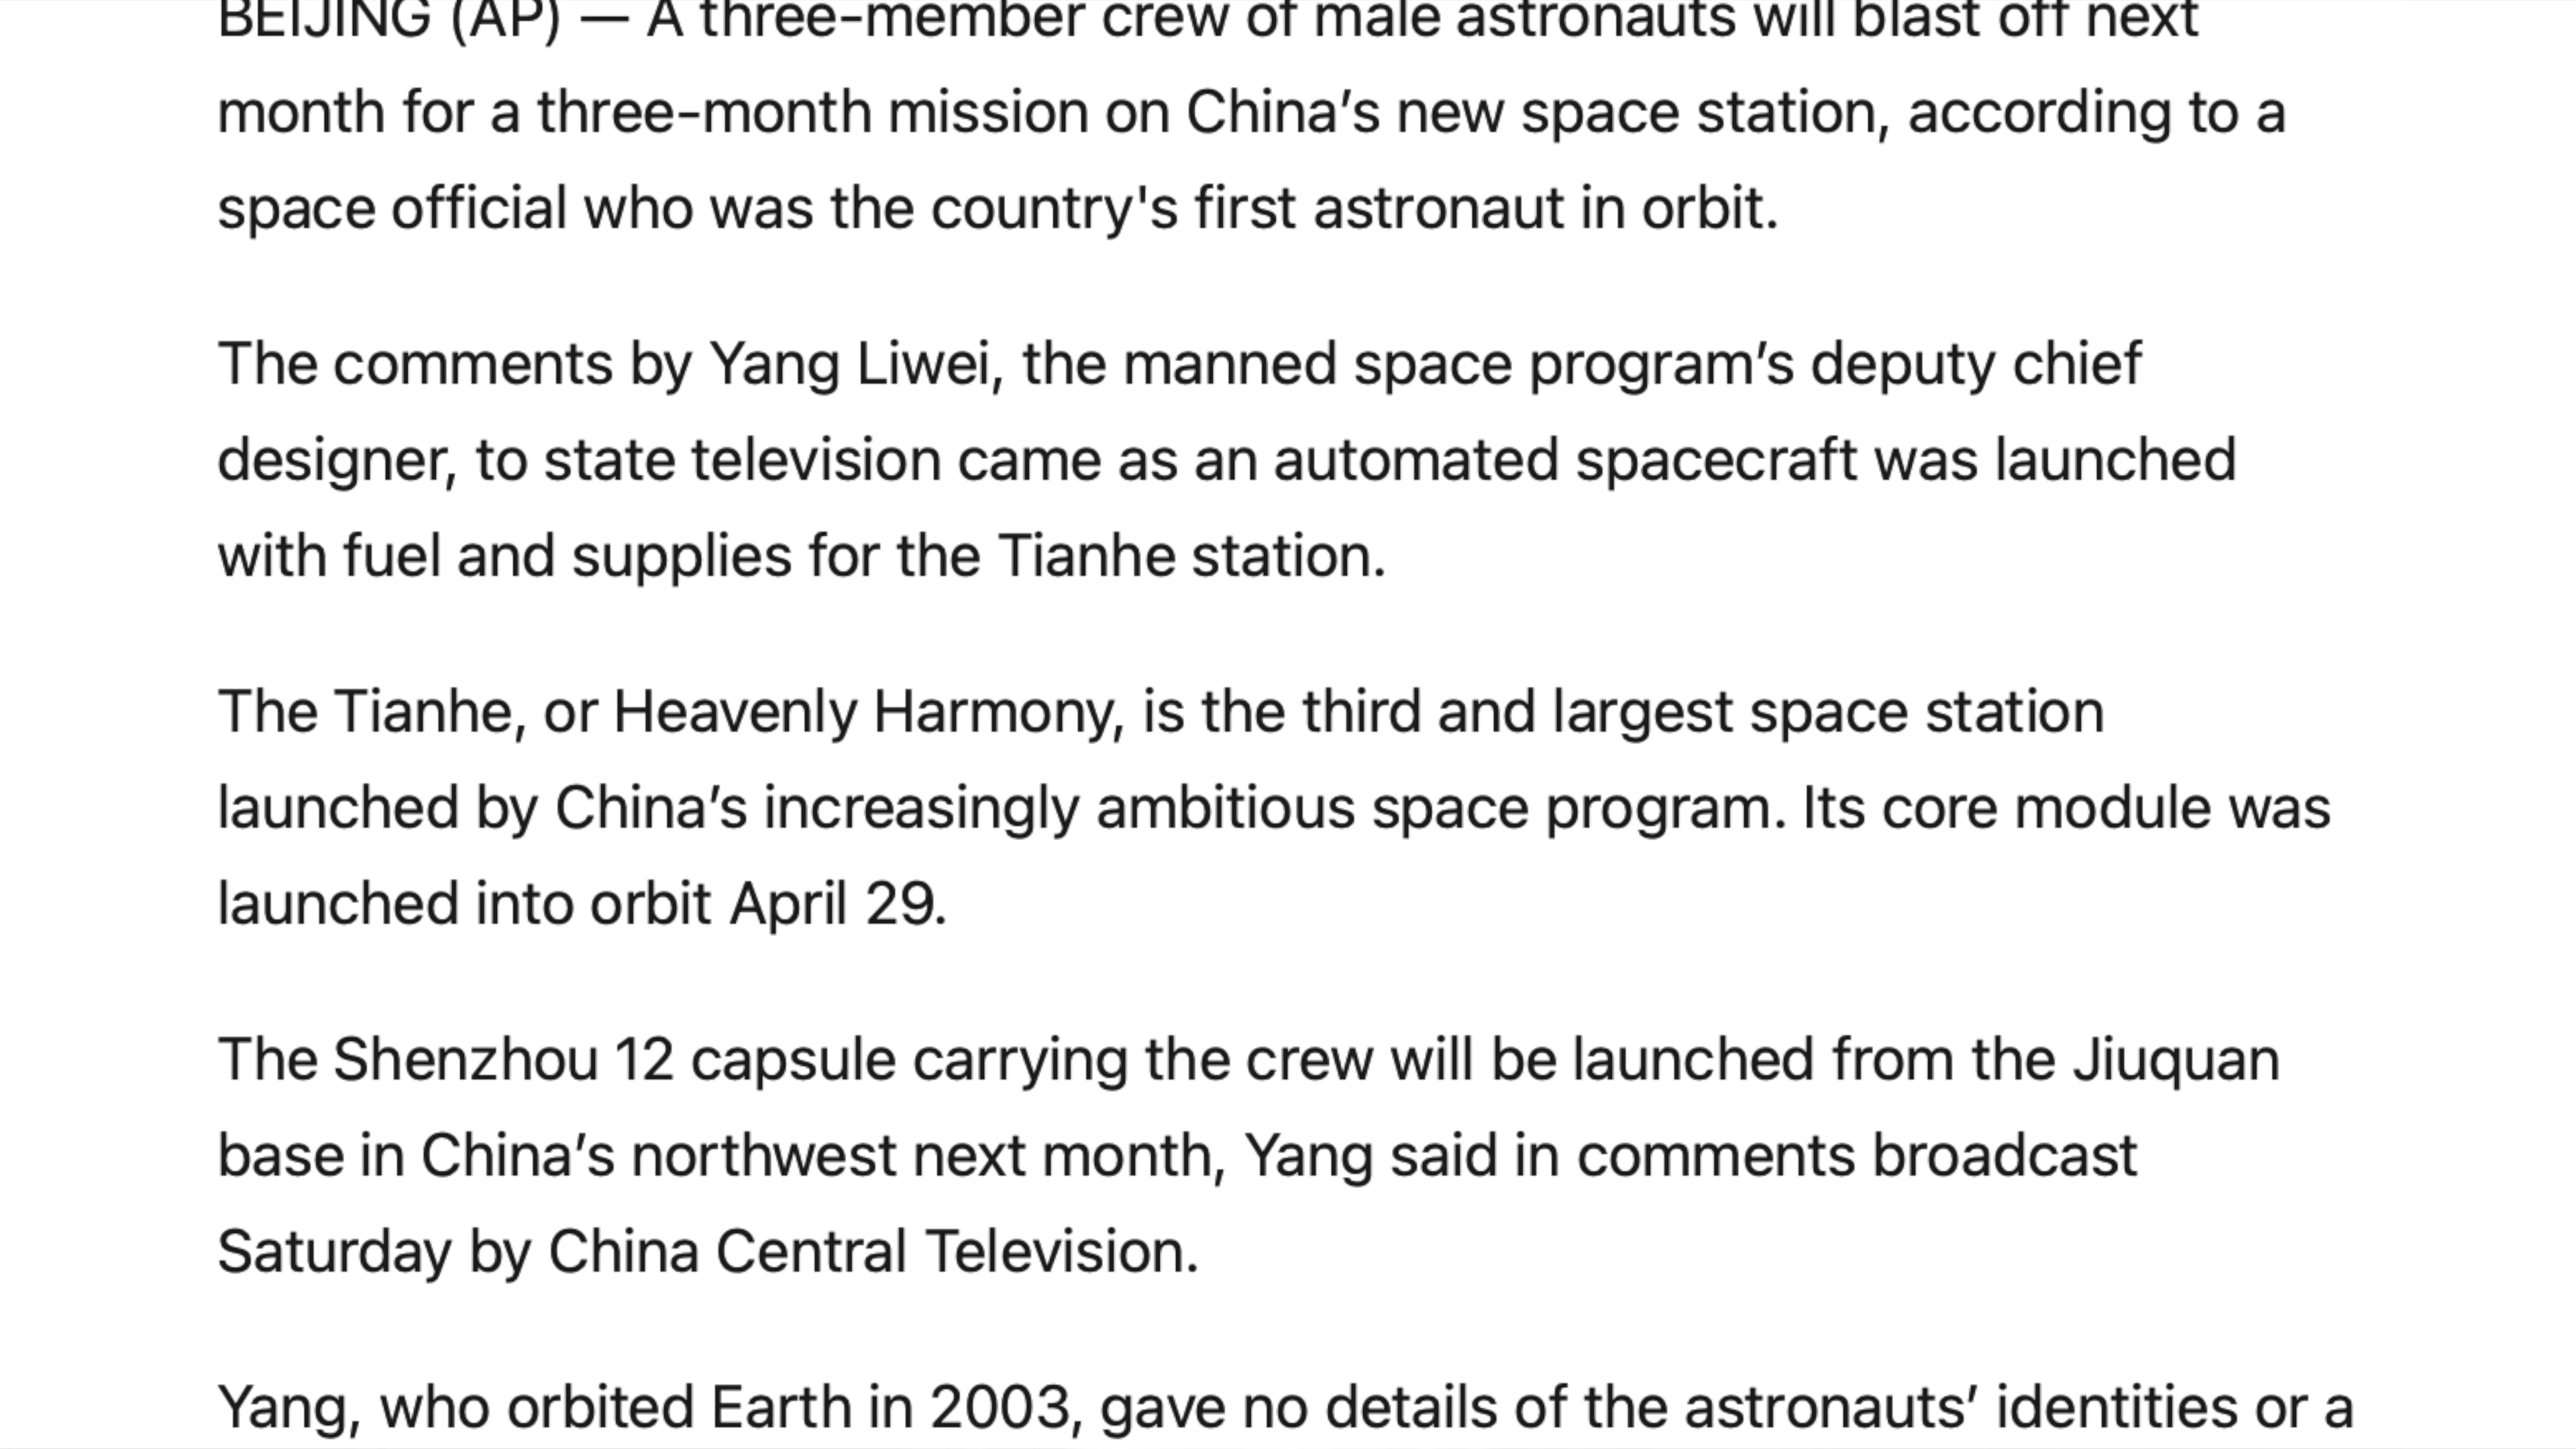 BEIJING (AP) — A three-member crew of male astronauts will blast off next
month for a three-month mission on China’s new space station, according to a
space official who was the country's first astronaut in orbit.
The comments by Yang Liwei, the manned space program’s deputy chief
designer, to state television came as an automated spacecraft was launched
with fuel and supplies for the Tianhe station.
The Tianhe, or Heavenly Harmony, is the third and largest space station
launched by China’s increasingly ambitious space program. Its core module was
launched into orbit April 29.
The Shenzhou 12 capsule carrying the crew will be launched from the Jiuquan
base in China’s northwest next month, Yang said in comments broadcast
Saturday by China Central Television.
Yang, who orbited Earth in 2003, gave no details of the astronauts’ identities or a